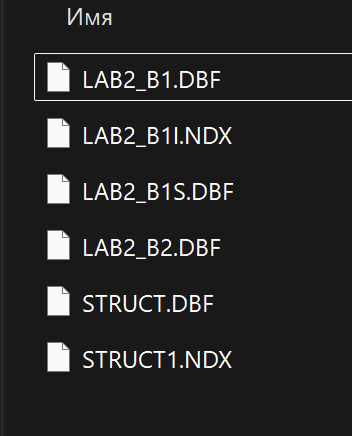 Имя
LAB2_B1.DBF
LAB2_B1I.NDX
LAB2_B1S.DBF
LAB2_B2.DBF
STRUCT.DBF
STRUCT1.NDX